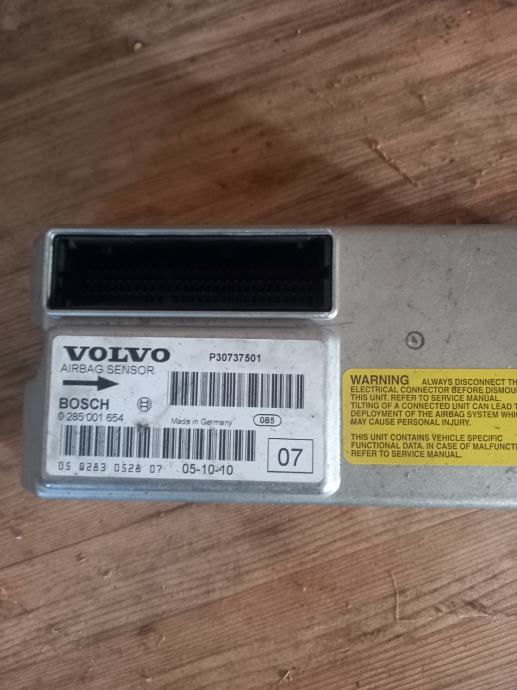 VOLVO
AIRBAG SENSOR
P30737501
BOSCH
0 285 001 654
Made in Germany
085
05 0283 0528 07
05-10-10
07
4
WARNING ALWAYS DISCONNECT TH
ELECTRICAL CONNECTOR BEFORE DISMOU
THIS UNIT. REFER TO SERVICE MANUAL.
TILTING OF A CONNECTED UNIT CAN LEAD T
DEPLOYMENT OF THE AIRBAG SYSTEM WHI
MAY CAUSE PERSONAL INJURY.
THIS UNIT CONTAINS VEHICLE SPECIFIC
FUNCTIONAL DATA. IN CASE OF MALFUNCT
REFER TO SERVICE MANUAL.